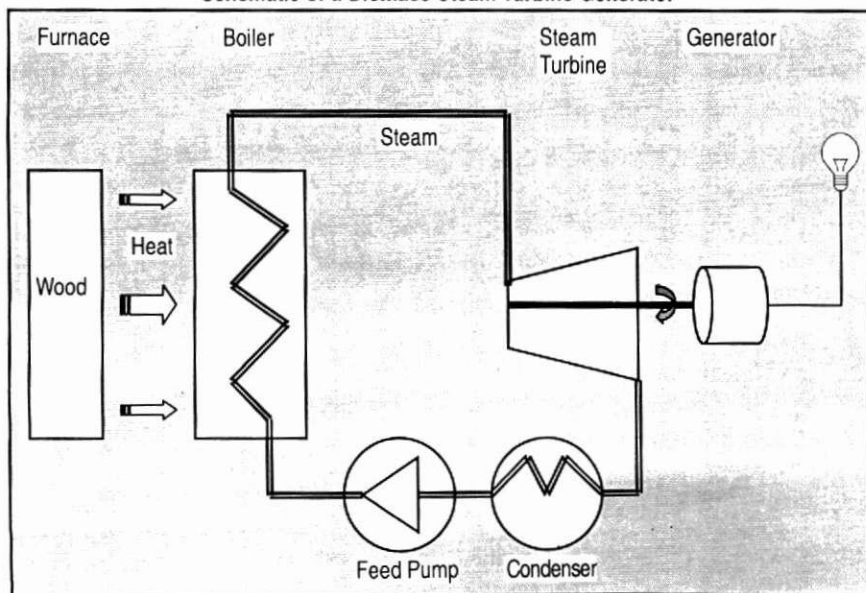 Schematic of a Biomass Steam Turbine Generator
Furnace
Boiler
Steam
Turbine
Generator
Steam
Heat
Wood
Feed Pump
Condenser